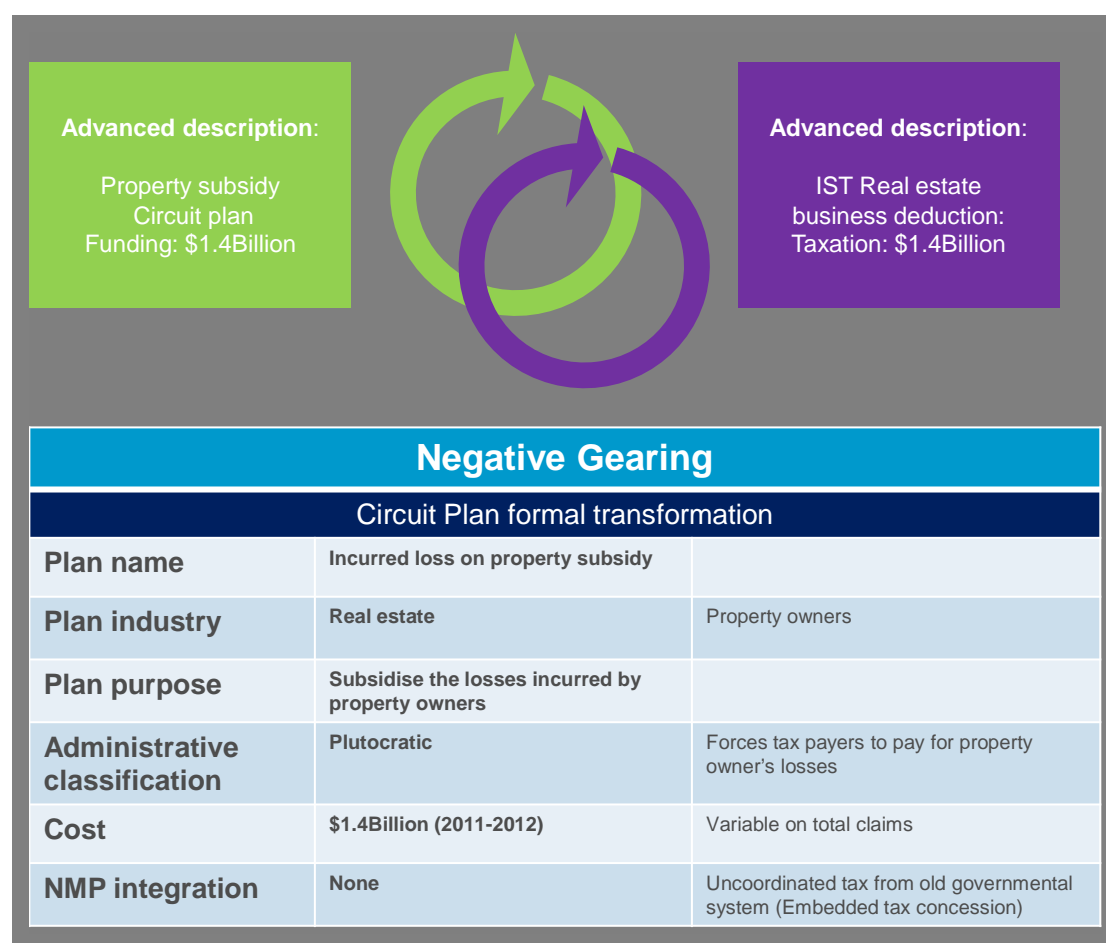 Advanced description:
Property subsidy
Circuit plan
Funding: $1.4Billion
Advanced description:
IST Real estate
business deduction:
Taxation: $1.4Billion
Negative Gearing
Circuit Plan formal transformation
Plan name
Incurred loss on property subsidy
Plan industry
Real estate
Property owners
Plan purpose
Subsidise the losses incurred by
property owners
Administrative
classification
Plutocratic
Forces tax payers to pay for property
owner's losses
Cost
$1.4Billion (2011-2012)
Variable on total claims
NMP integration
None
Uncoordinated tax from old governmental
system (Embedded tax concession)